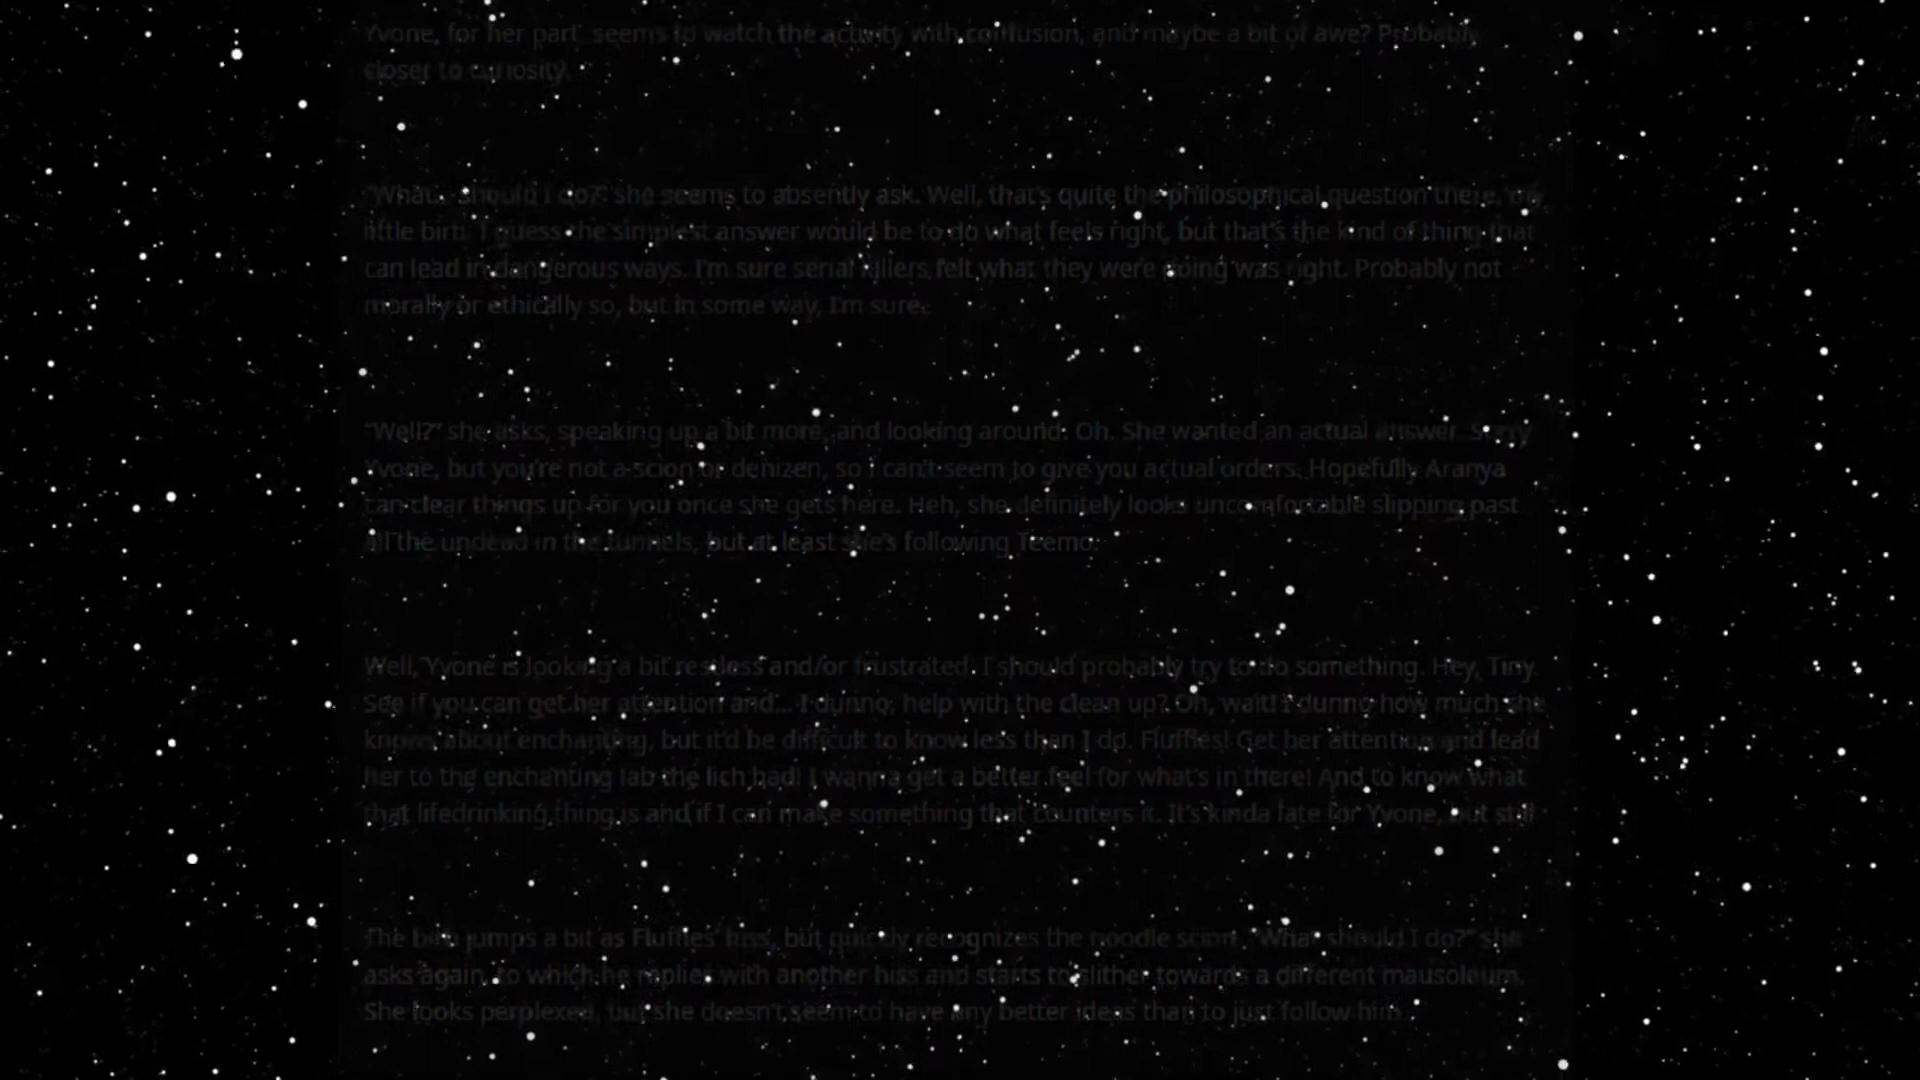 Yvone, for her part, seems to watch the activity with confusion, and maybe a bit of awe? Probably
closer to curiosity.
"What... should I do?" she seems to absently ask. Well, that's quite the philosophical question there, my
little birb. I guess the simplest answer would be to do what feels right, but that's the kind of thing that
can lead in dangerous ways. I'm sure serial killers felt what they were doing was right. Probably not
morally or ethically so, but in some way, I'm sure.
"Well?" she asks, speaking up a bit more, and looking around. Oh. She wanted an actual answer. Sorry
Yvone, but you're not a scion or denizen, so I can't seem to give you actual orders. Hopefully Aranya
can clear things up for you once she gets here. Heh, she definitely looks uncomfortable slipping past
all the undead in the tunnels, but at least she's following Teemo.
Well, Yvone is looking a bit restless and/or frustrated. I should probably try to do something. Hey, Tiny.
See if you can get her attention and... I dunno, help with the clean up? Oh, wait! I dunno how much she
knows about enchanting, but it'd be difficult to know less than I do. Fluffles! Get her attention and lead
her to the enchanting lab the lich had! I wanna get a better feel for what's in there! And to know what
that lifedrinking thing is and if I can make something that counters it. It's kinda late for Yvone, but still
The birb jumps a bit as Fluffles' hiss, but quickly recognizes the noodle scion. "What should I do?" she
asks again, to which he replies with another hiss and starts to slither towards a different mausoleum.
She looks perplexed, but she doesn't seem to have any better ideas than to just follow him.